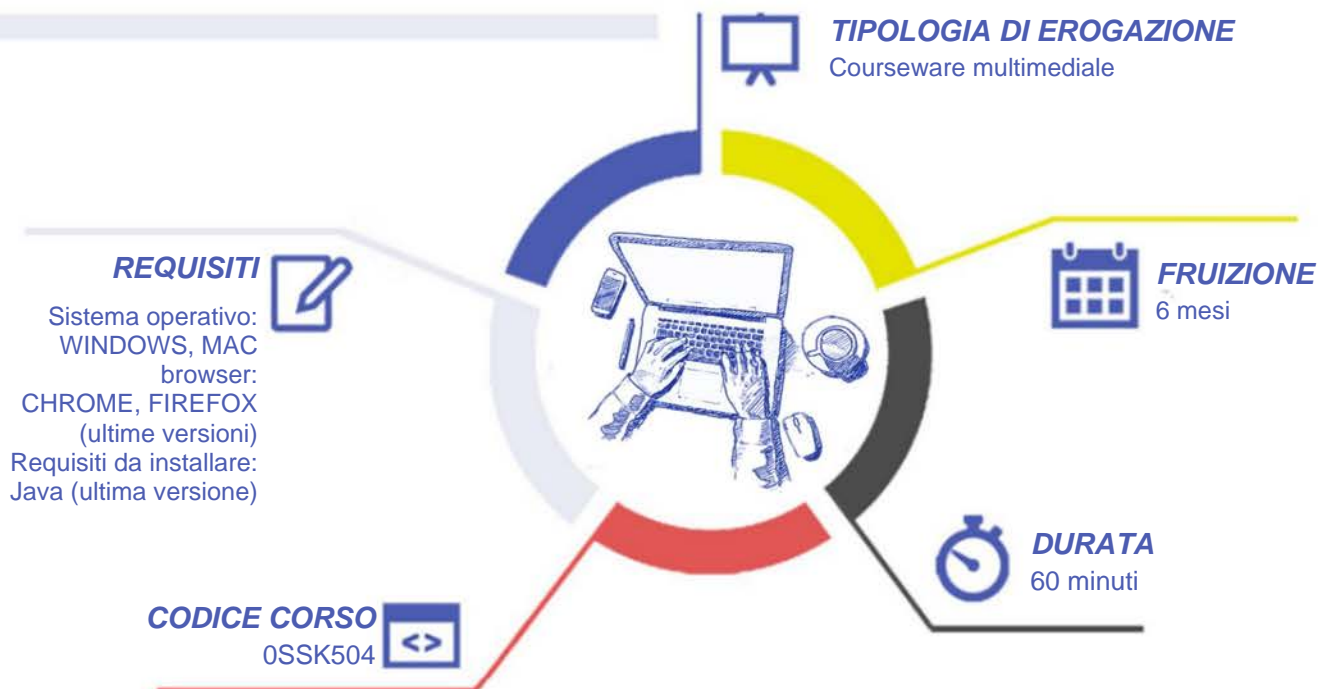 TIPOLOGIA DI EROGAZIONE
Courseware multimediale
REQUISITI
Sistema operativo:
WINDOWS, MAC
browser:
CHROME, FIREFOX
(ultime versioni)
Requisiti da installare:
Java (ultima versione)
FRUIZIONE
6 mesi
DURATA
60 minuti
CODICE CORSO
0SSK504